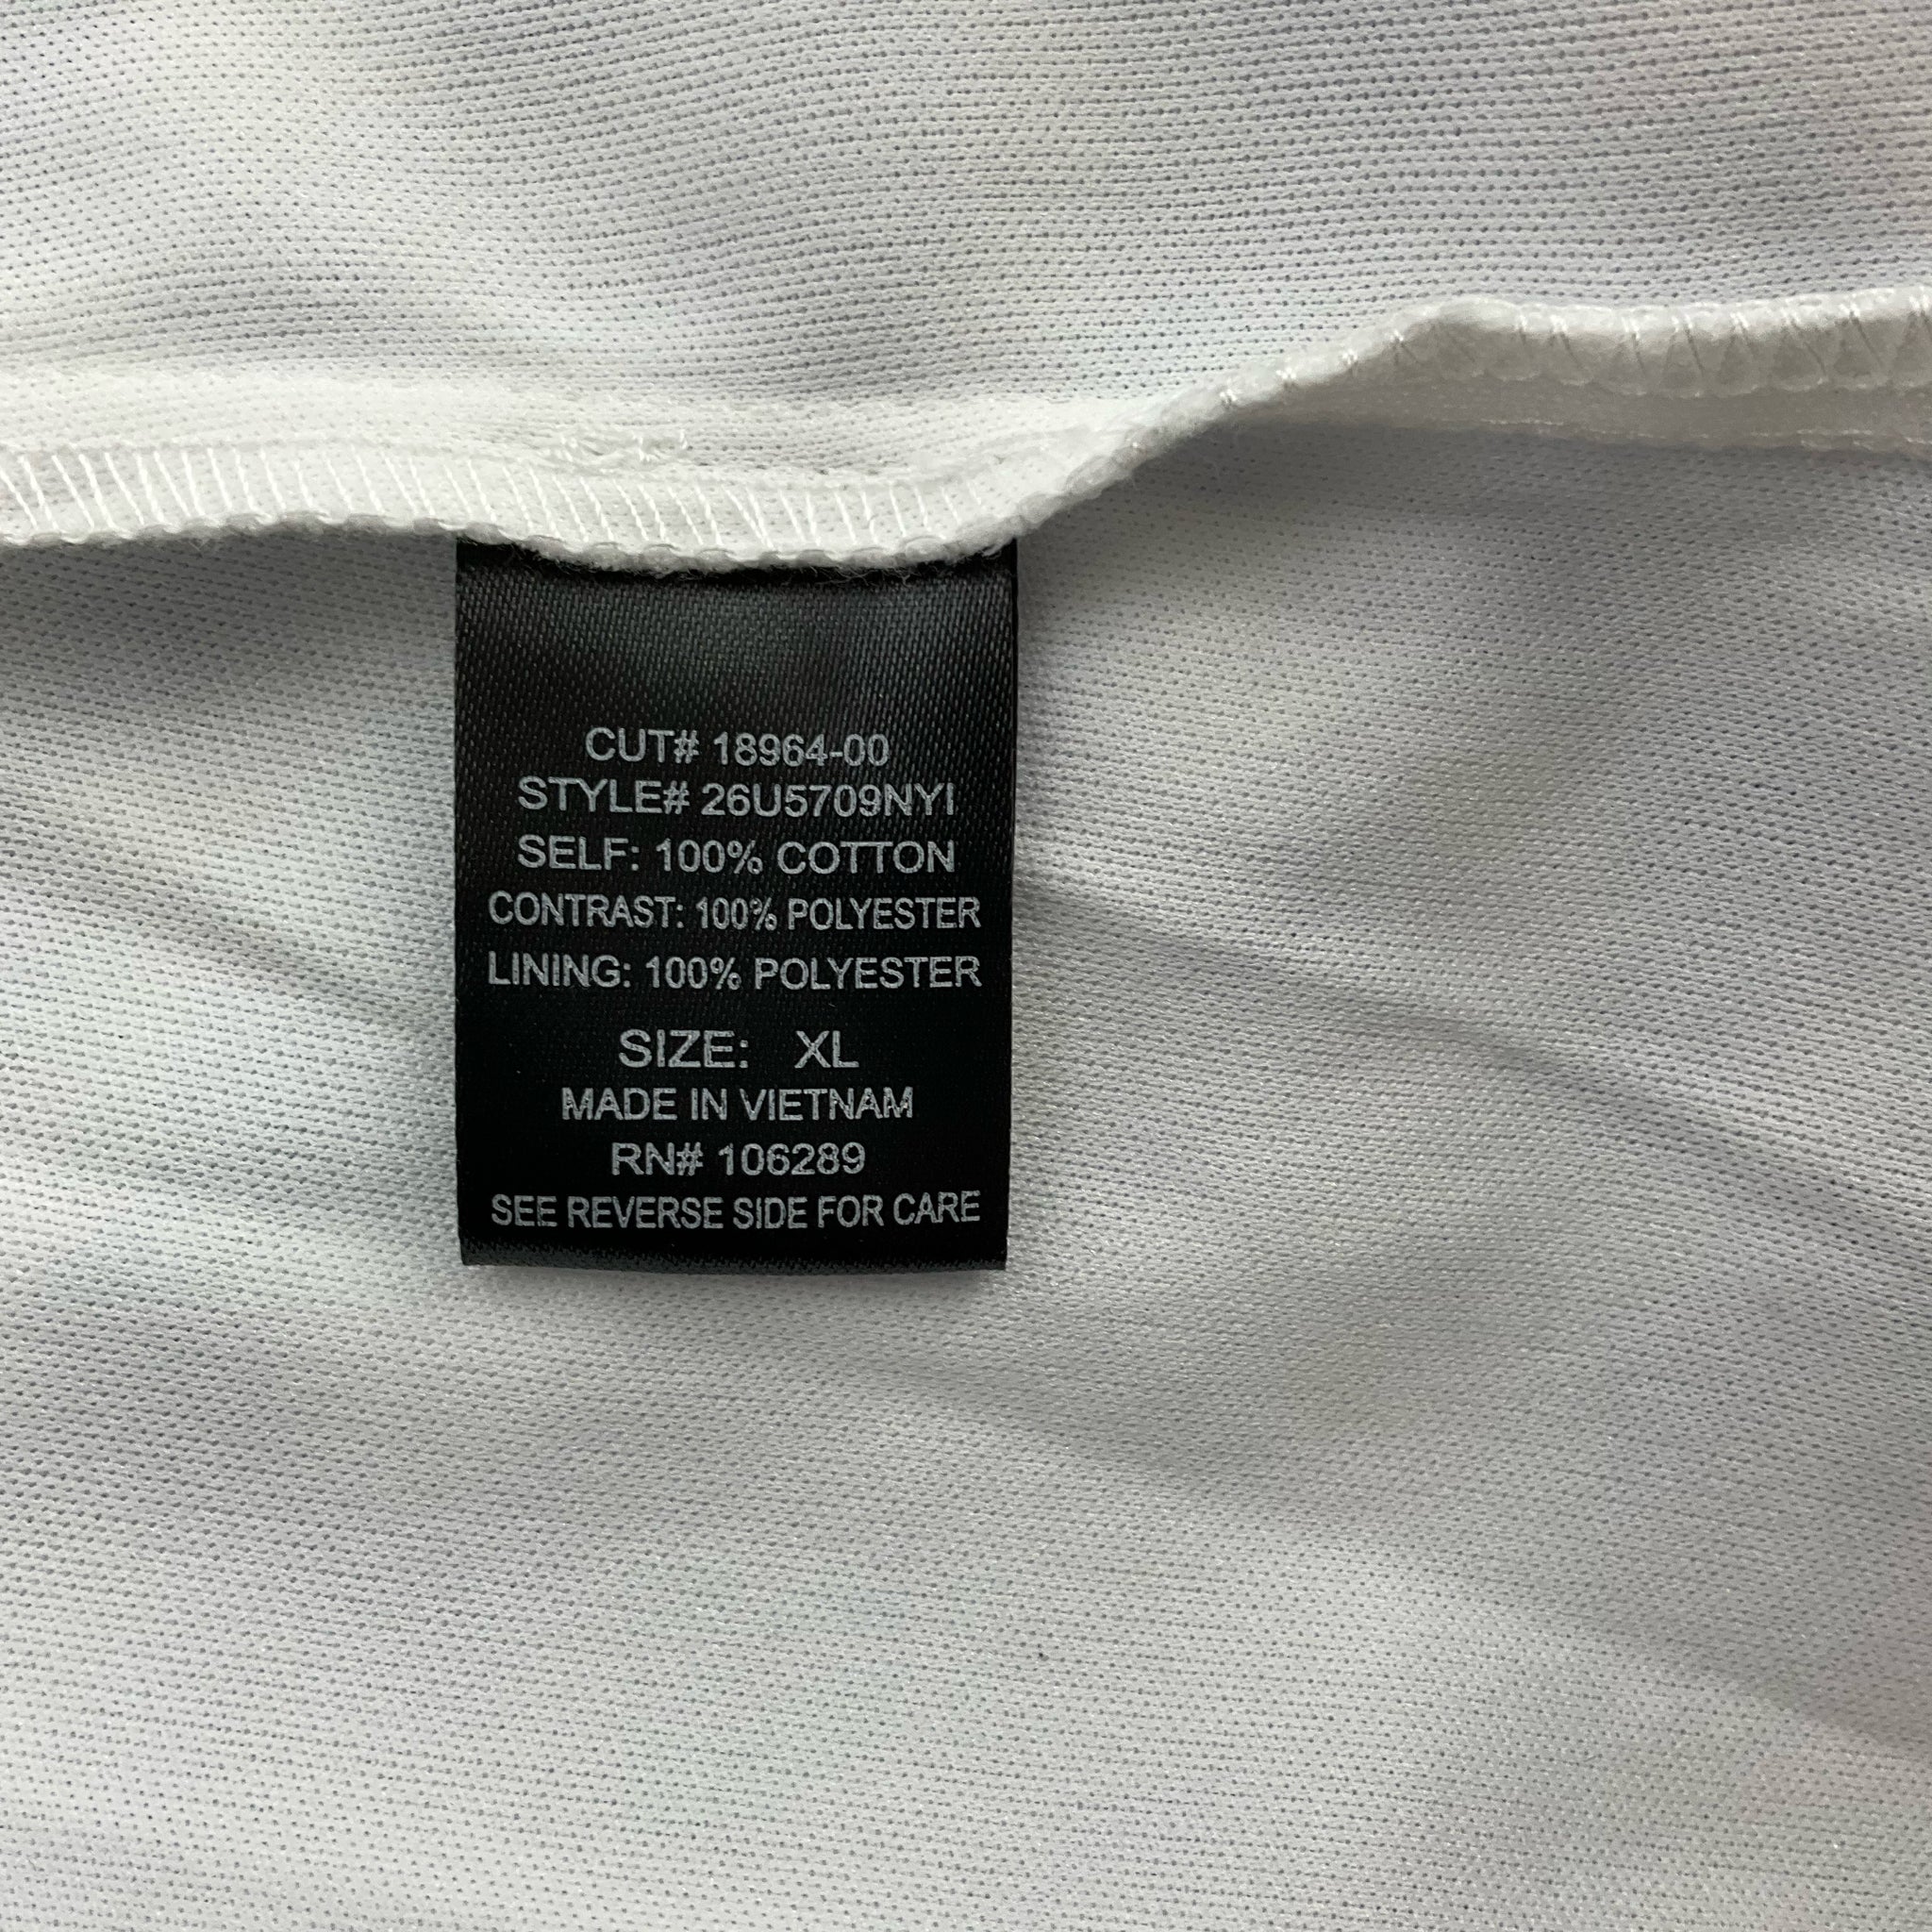 CUT# 18964-00
STYLE# 26U5709NYI
SELF: 100% COTTON
CONTRAST: 100% POLYESTER
LINING: 100% POLYESTER
SIZE: XL
MADE IN VIETNAM
RN# 106289
SEE REVERSE SIDE FOR CARE